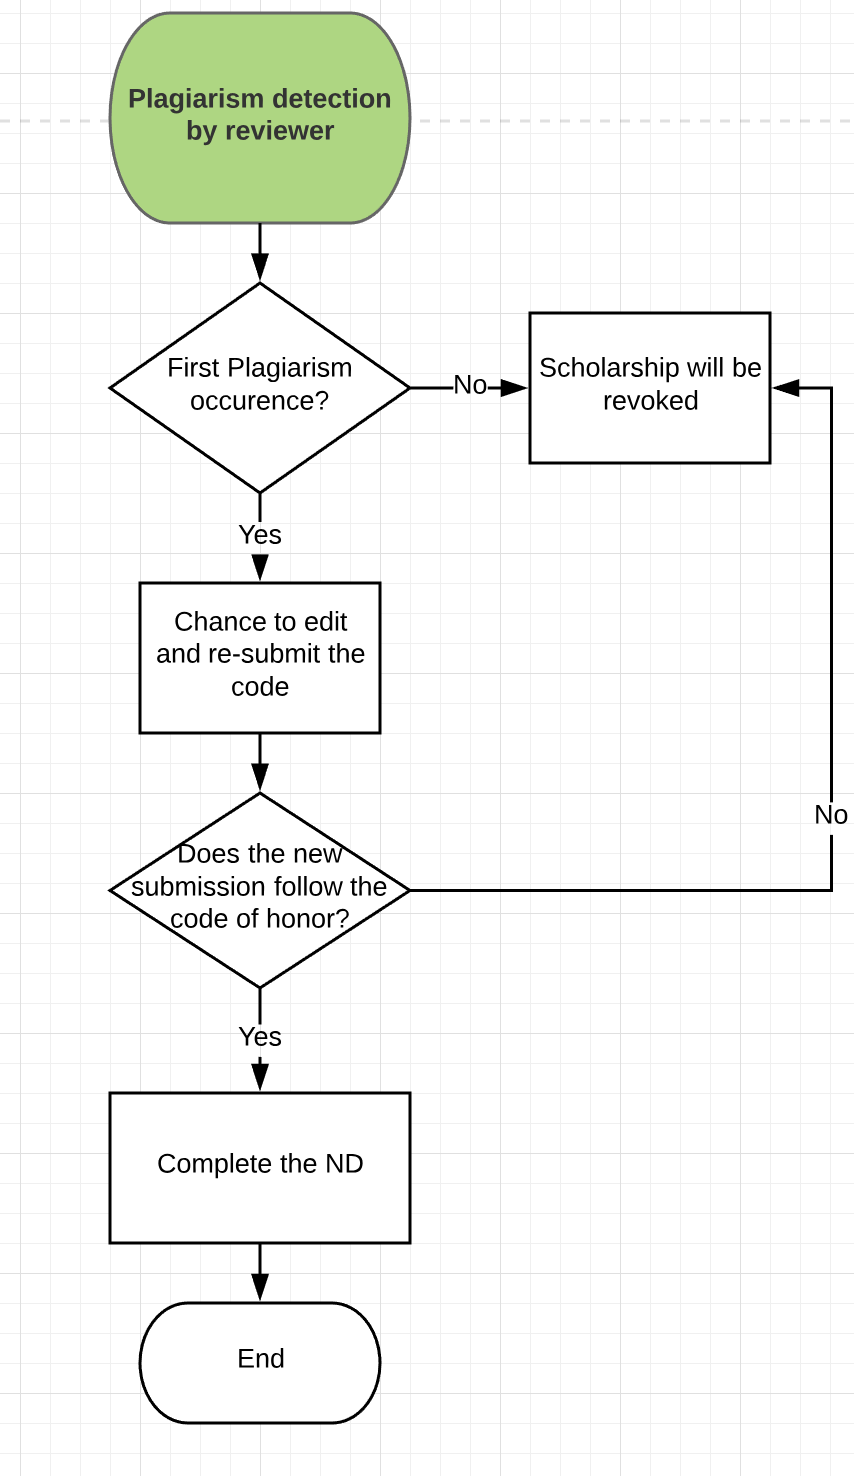 Plagiarism detection
by reviewer
First Plagiarism
occurence?
No
Scholarship will be
revoked
Yes
Chance to edit
and re-submit the
code
No
Does the new
submission follow the
code of honor?
Yes
Complete the ND
End